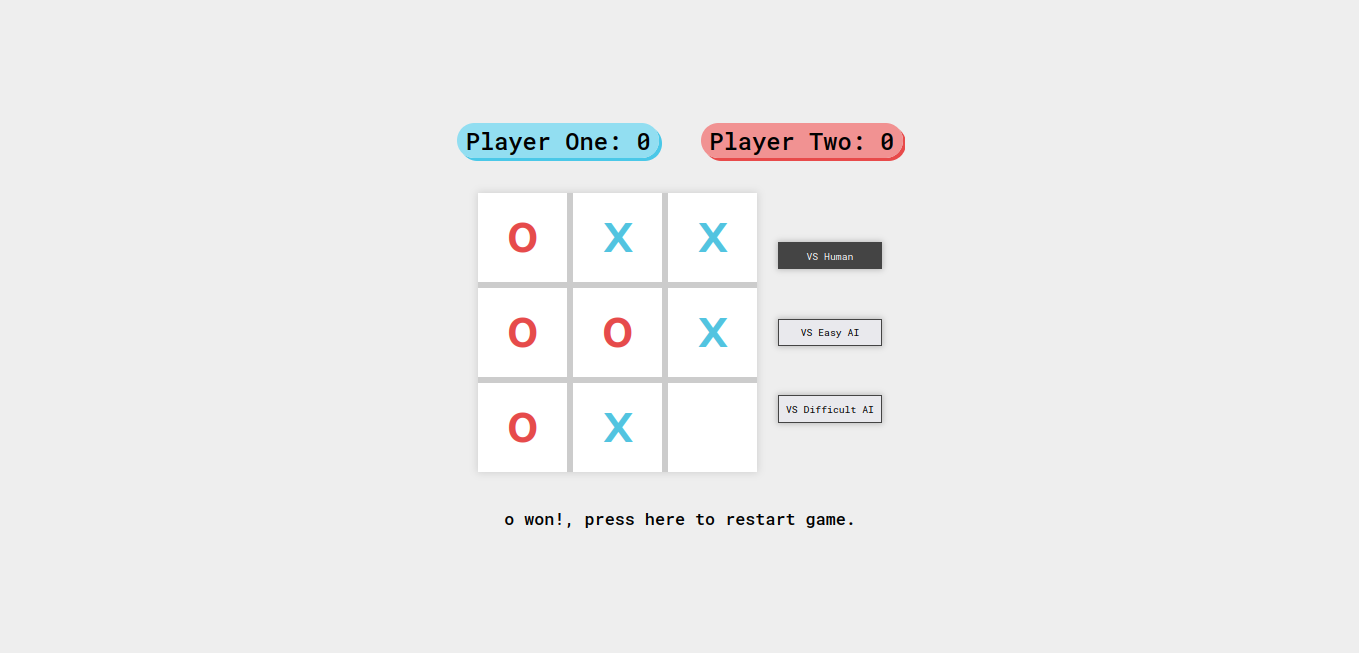 Player One: 0 Player Two: 0
O X X
VS Human
O O X
VS Easy AI
O X
VS Difficult AI
o won!, press here to restart game.